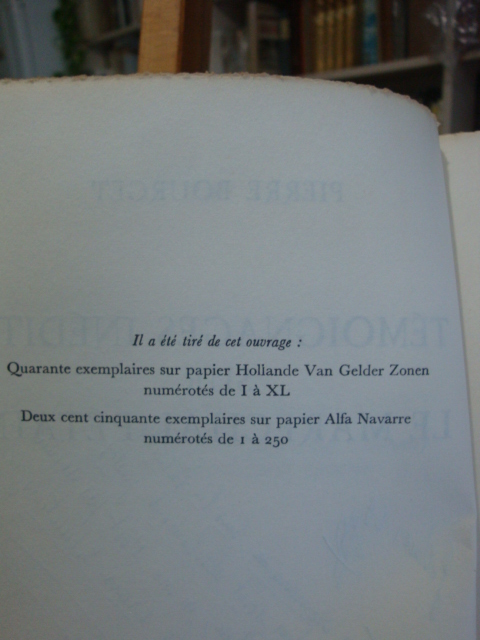 Il a été tiré de cet ouvrage :
Quarante exemplaires sur papier Hollande Van Gelder Zonen
numérotés de I à XL
Deux cent cinquante exemplaires sur papier Alfa Navarre
numérotés de 1 à 250